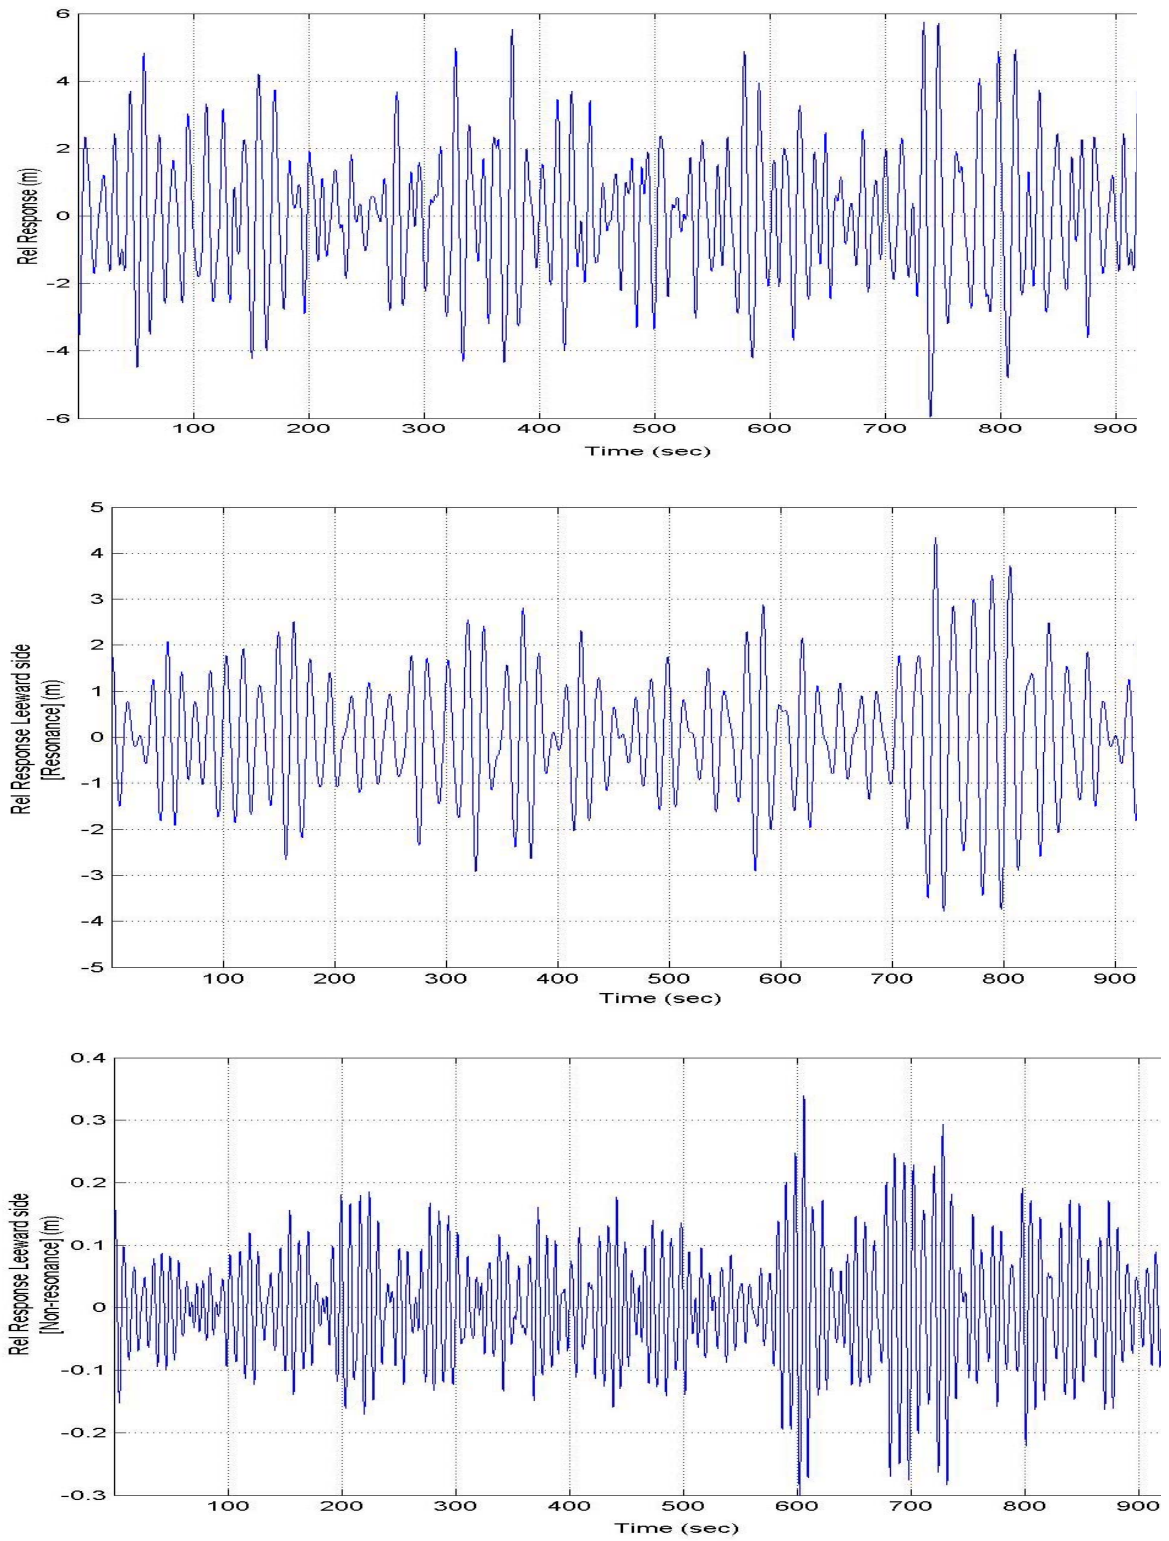 6
4
2
0
-2
-4
-6
Rel Response (m)
100 200 300 400 500 600 700 800 900
Time (sec)
5
4
3
2
1
0
-1
-2
-3
-4
-5
Rel Response Leeward side
[Resonance] (m)
100 200 300 400 500 600 700 800 900
Time (sec)
0.4
0.3
0.2
0.1
0
-0.1
-0.2
-0.3
Rel Response Leeward side
[Non-resonance] (m)
100 200 300 400 500 600 700 800 900
Time (sec)